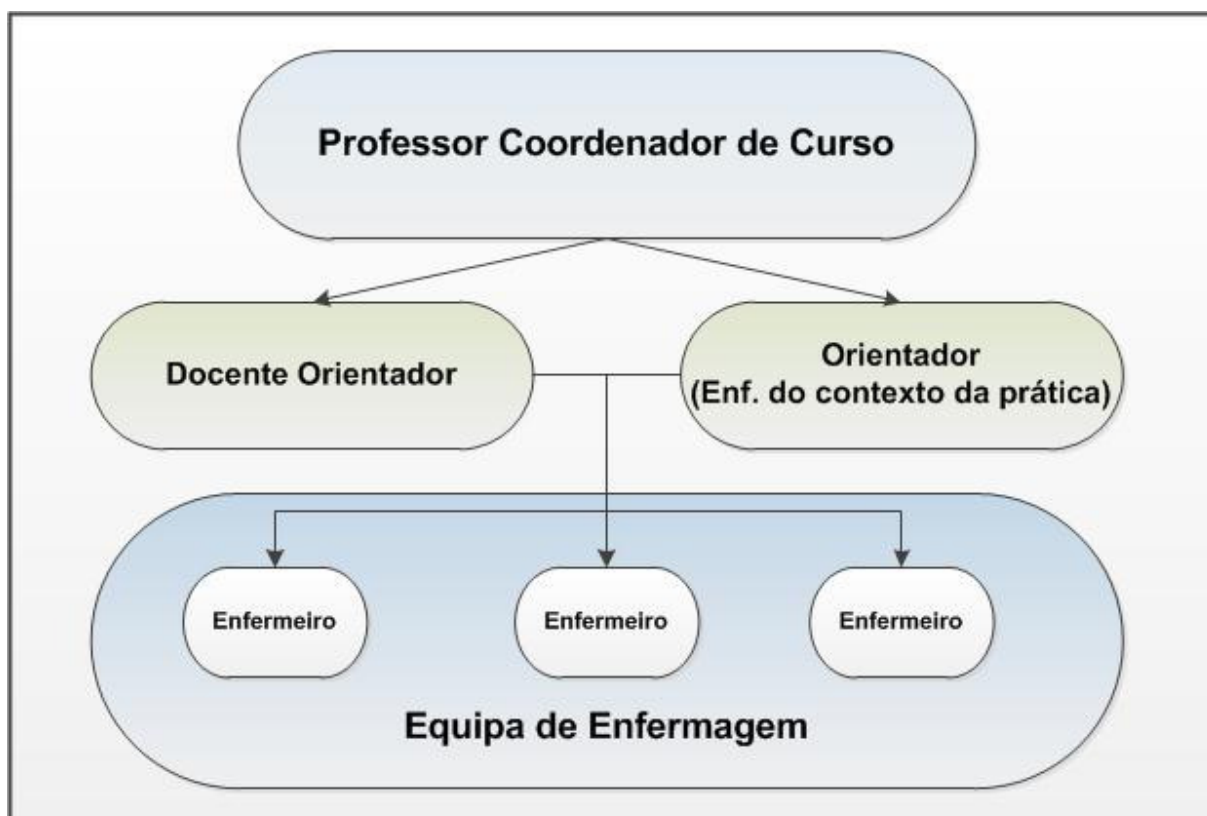 Professor Coordenador de Curso
Docente Orientador
Orientador
(Enf. do contexto da prática)
Enfermeiro
Enfermeiro
Enfermeiro
Equipa de Enfermagem